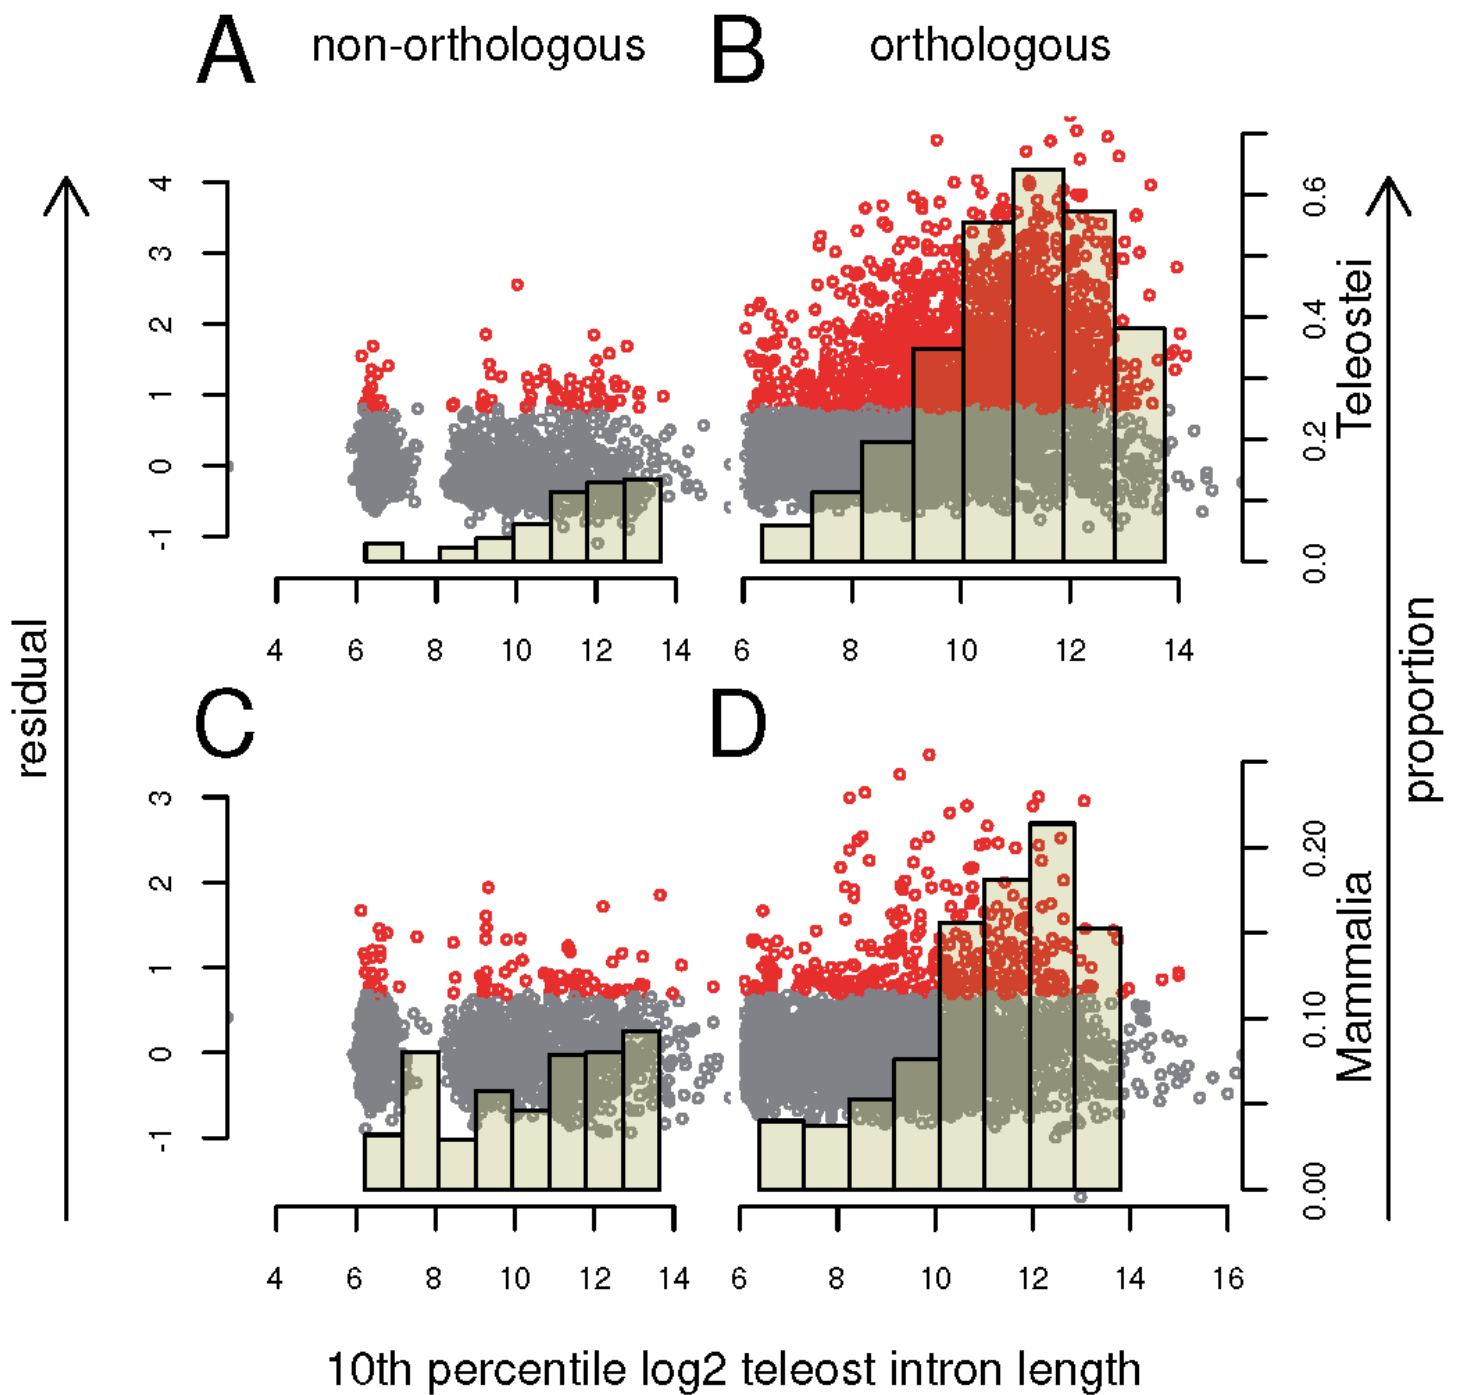 A non-orthologous B orthologous
4
3
2
1
0
-1
0.6
0.4
0.2
0.0
Teleostei
4 6 8 10 12 14
6 8 10 12 14
residual
proportion
C D
3
2
1
0
-1
0.20
0.10
0.00
Mammalia
4 6 8 10 12 14
6 8 10 12 14 16
10th percentile log2 teleost intron length